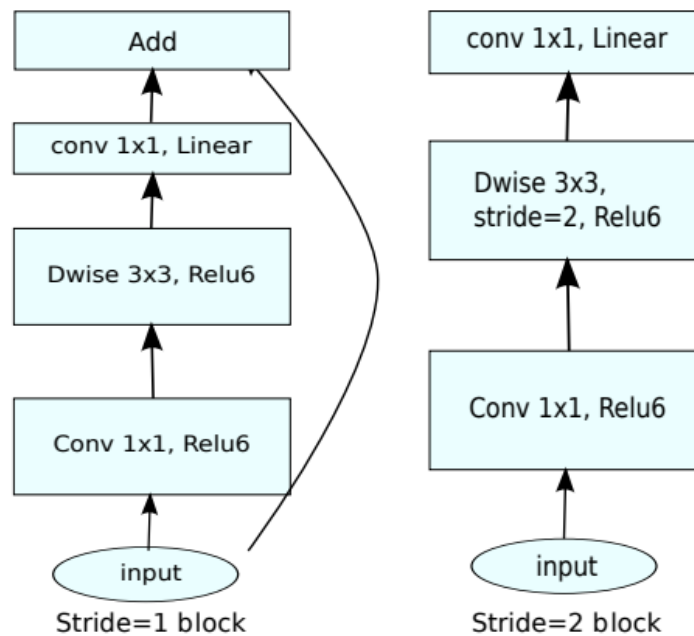 Add
conv 1x1, Linear
Dwise 3x3, Relu6
Conv 1x1, Relu6
input
Stride=1 block
conv 1x1, Linear
Dwise 3x3,
stride=2, Relu6
Conv 1x1, Relu6
input
Stride=2 block